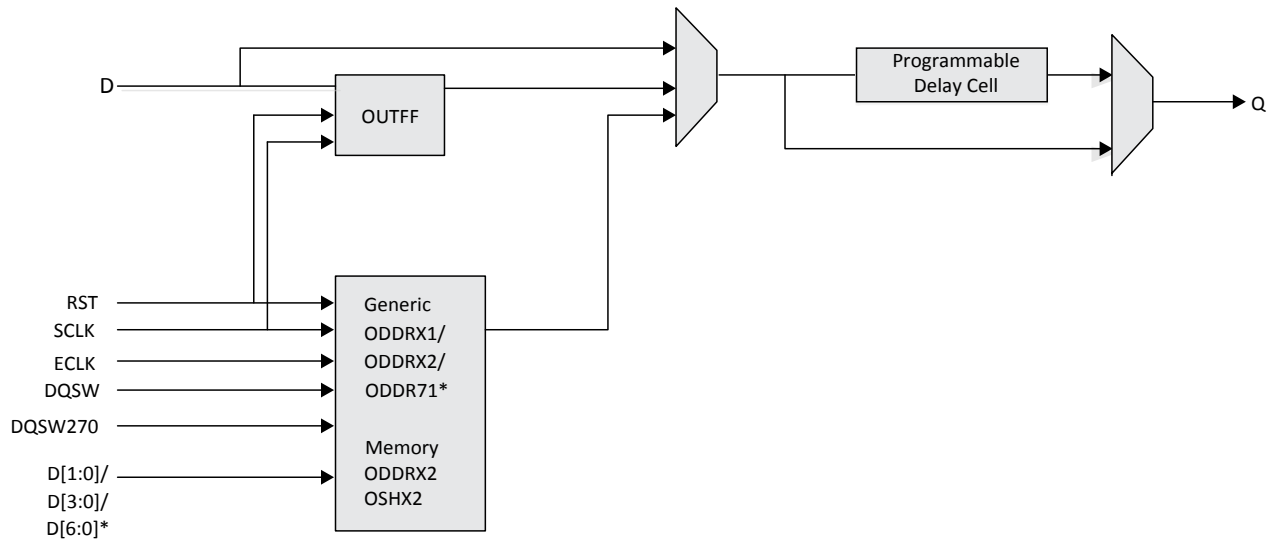 D
OUTFF
Programmable
Delay Cell
Q
RST
SCLK
ECLK
DQSW
DQSW270
D[1:0]/
D[3:0]/
D[6:0]*
Generic
ODDRX1/
ODDRX2/
ODDR71*
Memory
ODDRX2
OSHX2